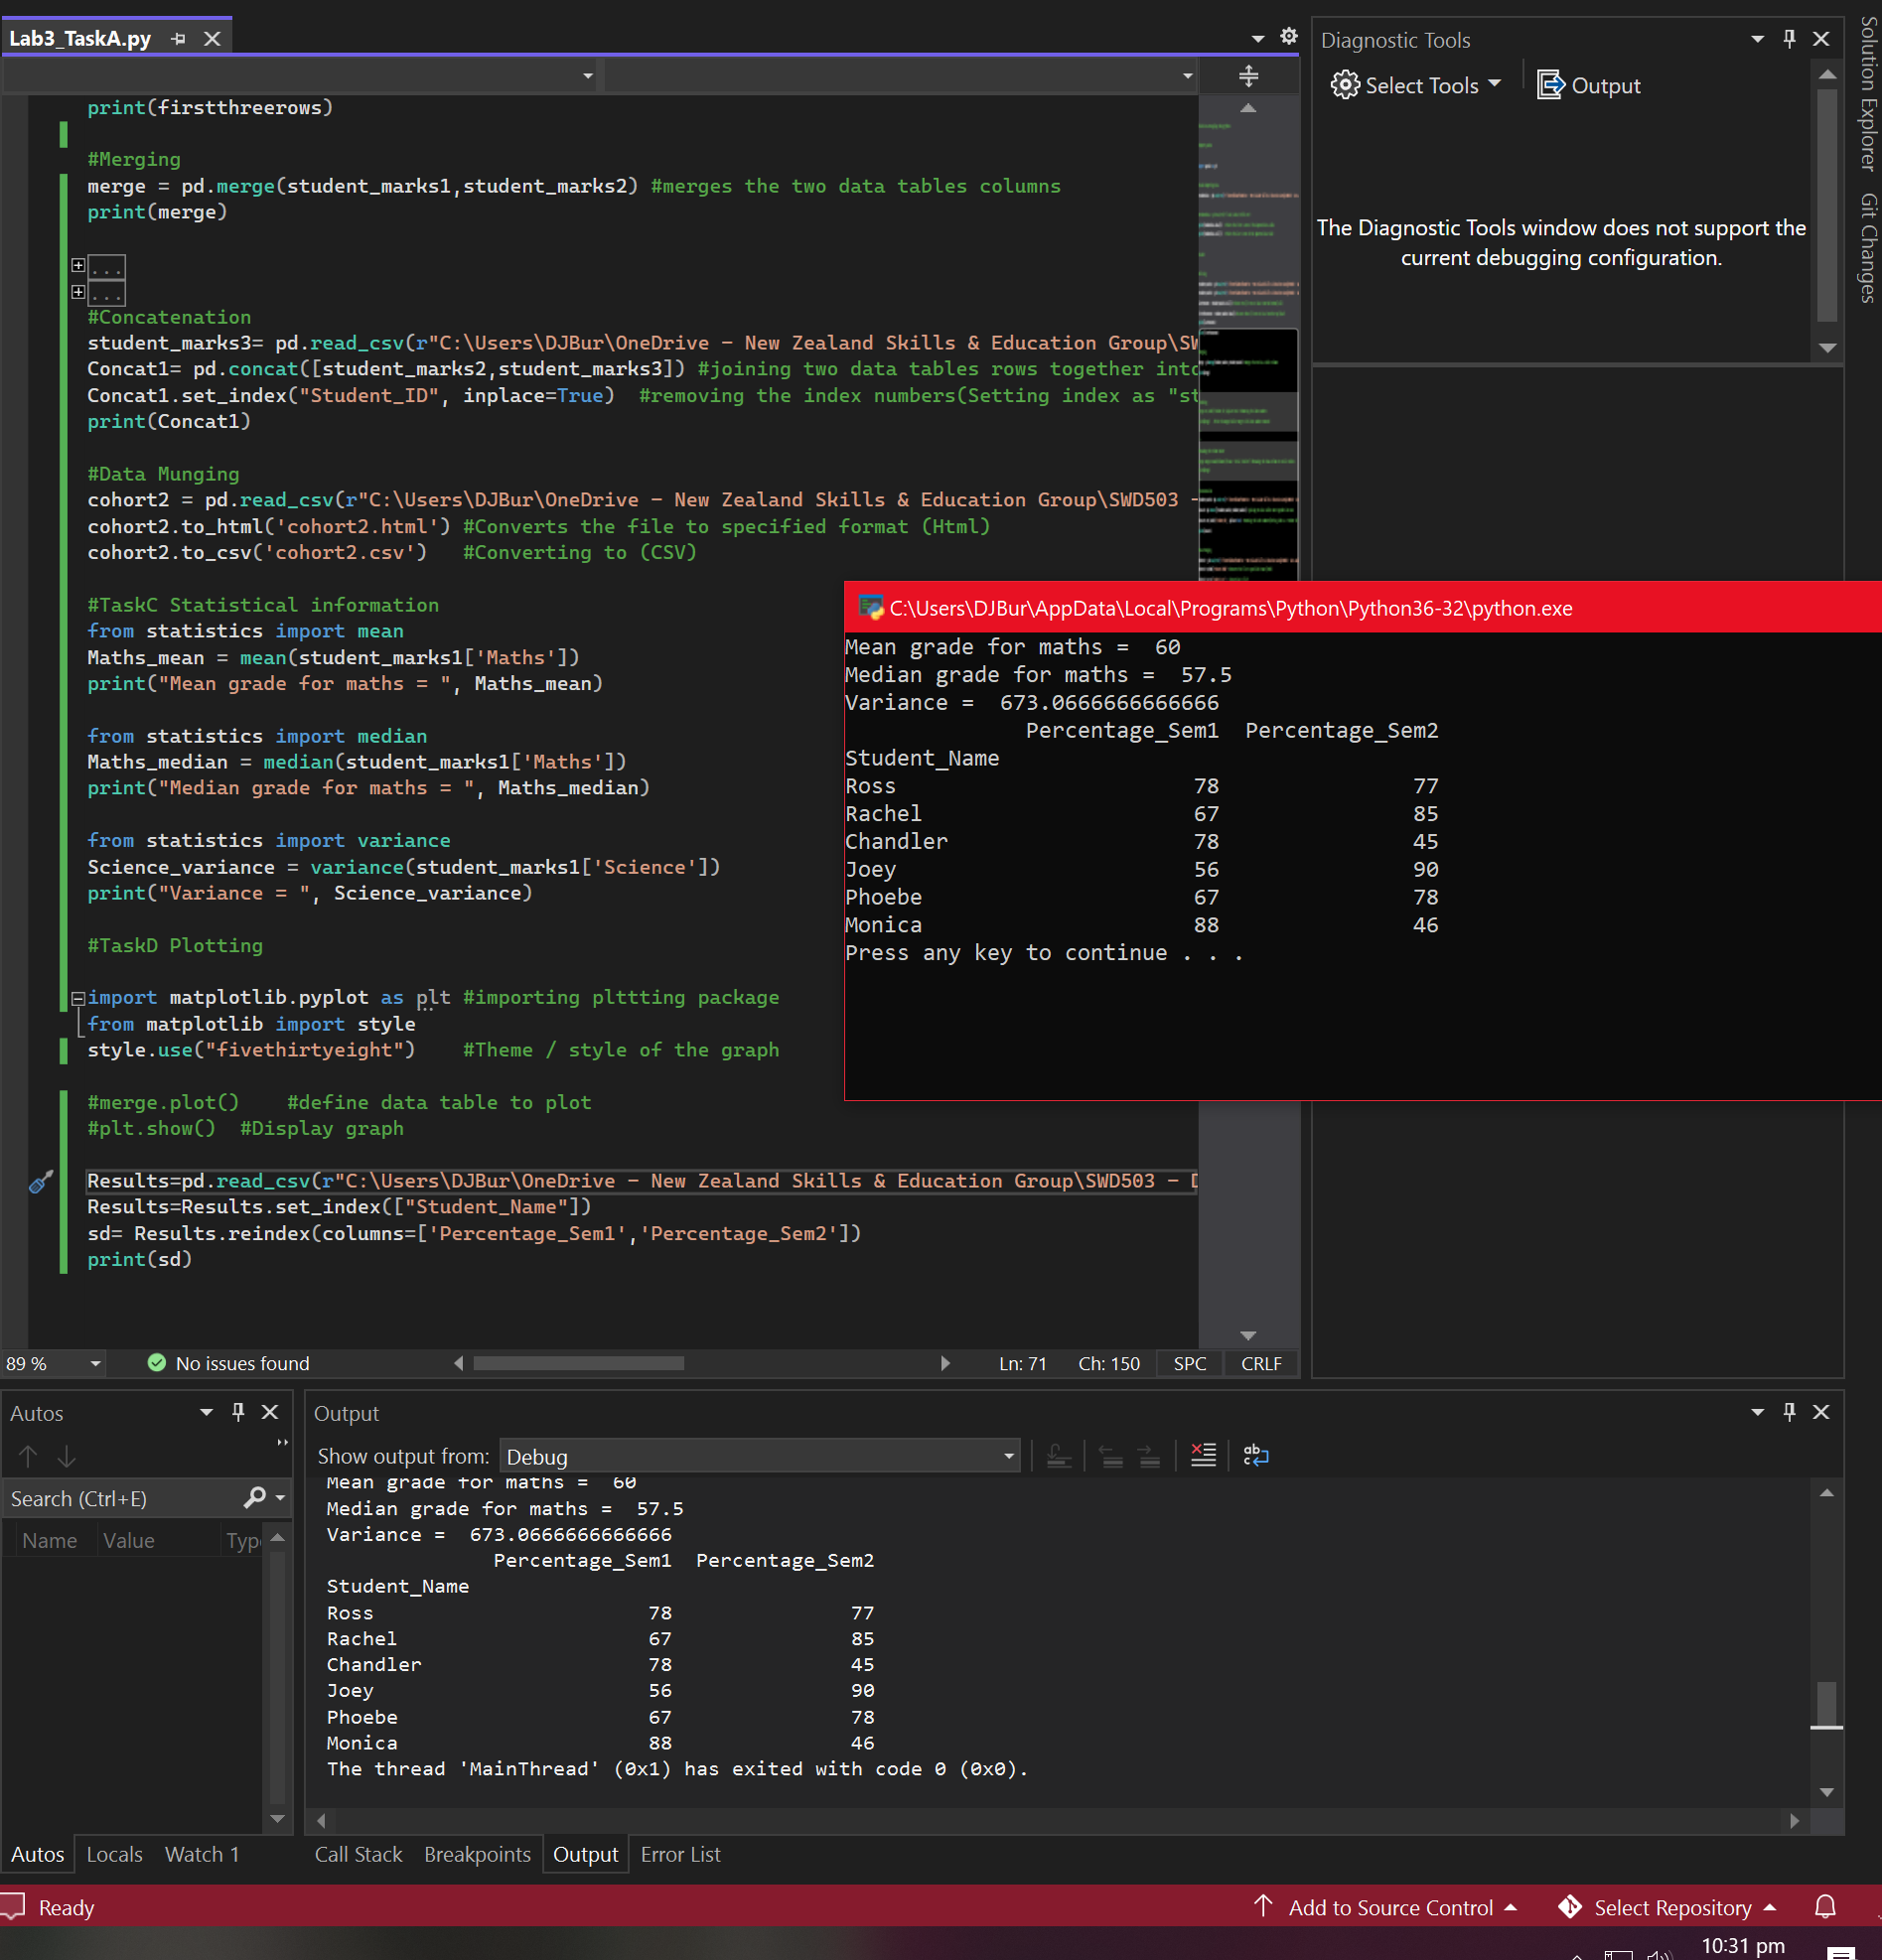 Lab3_TaskA.py
print(firstthreerows)
#Merging
merge = pd.merge(student_marks1,student_marks2) #merges the two data tables columns
print(merge)
...
...
#Concatenation
student_marks3= pd.read_csv(r"C:\Users\DJBur\OneDrive - New Zealand Skills & Education Group\SW
Concat1= pd.concat([student_marks2,student_marks3]) #joining two data tables rows together into
Concat1.set_index("Student_ID", inplace=True)  #removing the index numbers(Setting index as "st
print(Concat1)
#Data Munging
cohort2 = pd.read_csv(r"C:\Users\DJBur\OneDrive - New Zealand Skills & Education Group\SWD503 -
cohort2.to_html('cohort2.html') #Converts the file to specified format (Html)
cohort2.to_csv('cohort2.csv')   #Converting to (CSV)
#TaskC Statistical information
from statistics import mean
Maths_mean = mean(student_marks1['Maths'])
print("Mean grade for maths = ", Maths_mean)
from statistics import median
Maths_median = median(student_marks1['Maths'])
print("Median grade for maths = ", Maths_median)
from statistics import variance
Science_variance = variance(student_marks1['Science'])
print("Variance = ", Science_variance)
#TaskD Plotting
import matplotlib.pyplot as plt #importing plttting package
from matplotlib import style
style.use("fivethirtyeight")    #Theme / style of the graph
#merge.plot()    #define data table to plot
#plt.show()  #Display graph
Results=pd.read_csv(r"C:\Users\DJBur\OneDrive - New Zealand Skills & Education Group\SWD503 - D
Results=Results.set_index(["Student_Name"])
sd= Results.reindex(columns=['Percentage_Sem1','Percentage_Sem2'])
print(sd)
89 %
No issues found
Ln: 71
Ch: 150
SPC
CRLF
Diagnostic Tools
Select Tools
Output
The Diagnostic Tools window does not support the
current debugging configuration.
Solution Explorer
Git Changes
C:\Users\DJBur\AppData\Local\Programs\Python\Python36-32\python.exe
Mean grade for maths =  60
Median grade for maths =  57.5
Variance =  673.0666666666666
Percentage_Sem1  Percentage_Sem2
Student_Name
Ross 78 77
Rachel 67 85
Chandler 78 45
Joey 56 90
Phoebe 67 78
Monica 88 46
Press any key to continue . . .
Autos
Search (Ctrl+E)
Name Value Type
Autos Locals Watch 1
Output
Show output from: Debug
Mean grade for maths =  60
Median grade for maths =  57.5
Variance =  673.0666666666666
Percentage_Sem1  Percentage_Sem2
Student_Name
Ross 78 77
Rachel 67 85
Chandler 78 45
Joey 56 90
Phoebe 67 78
Monica 88 46
The thread 'MainThread' (0x1) has exited with code 0 (0x0).
Call Stack Breakpoints Output Error List
Ready
Add to Source Control
Select Repository
10:31 pm